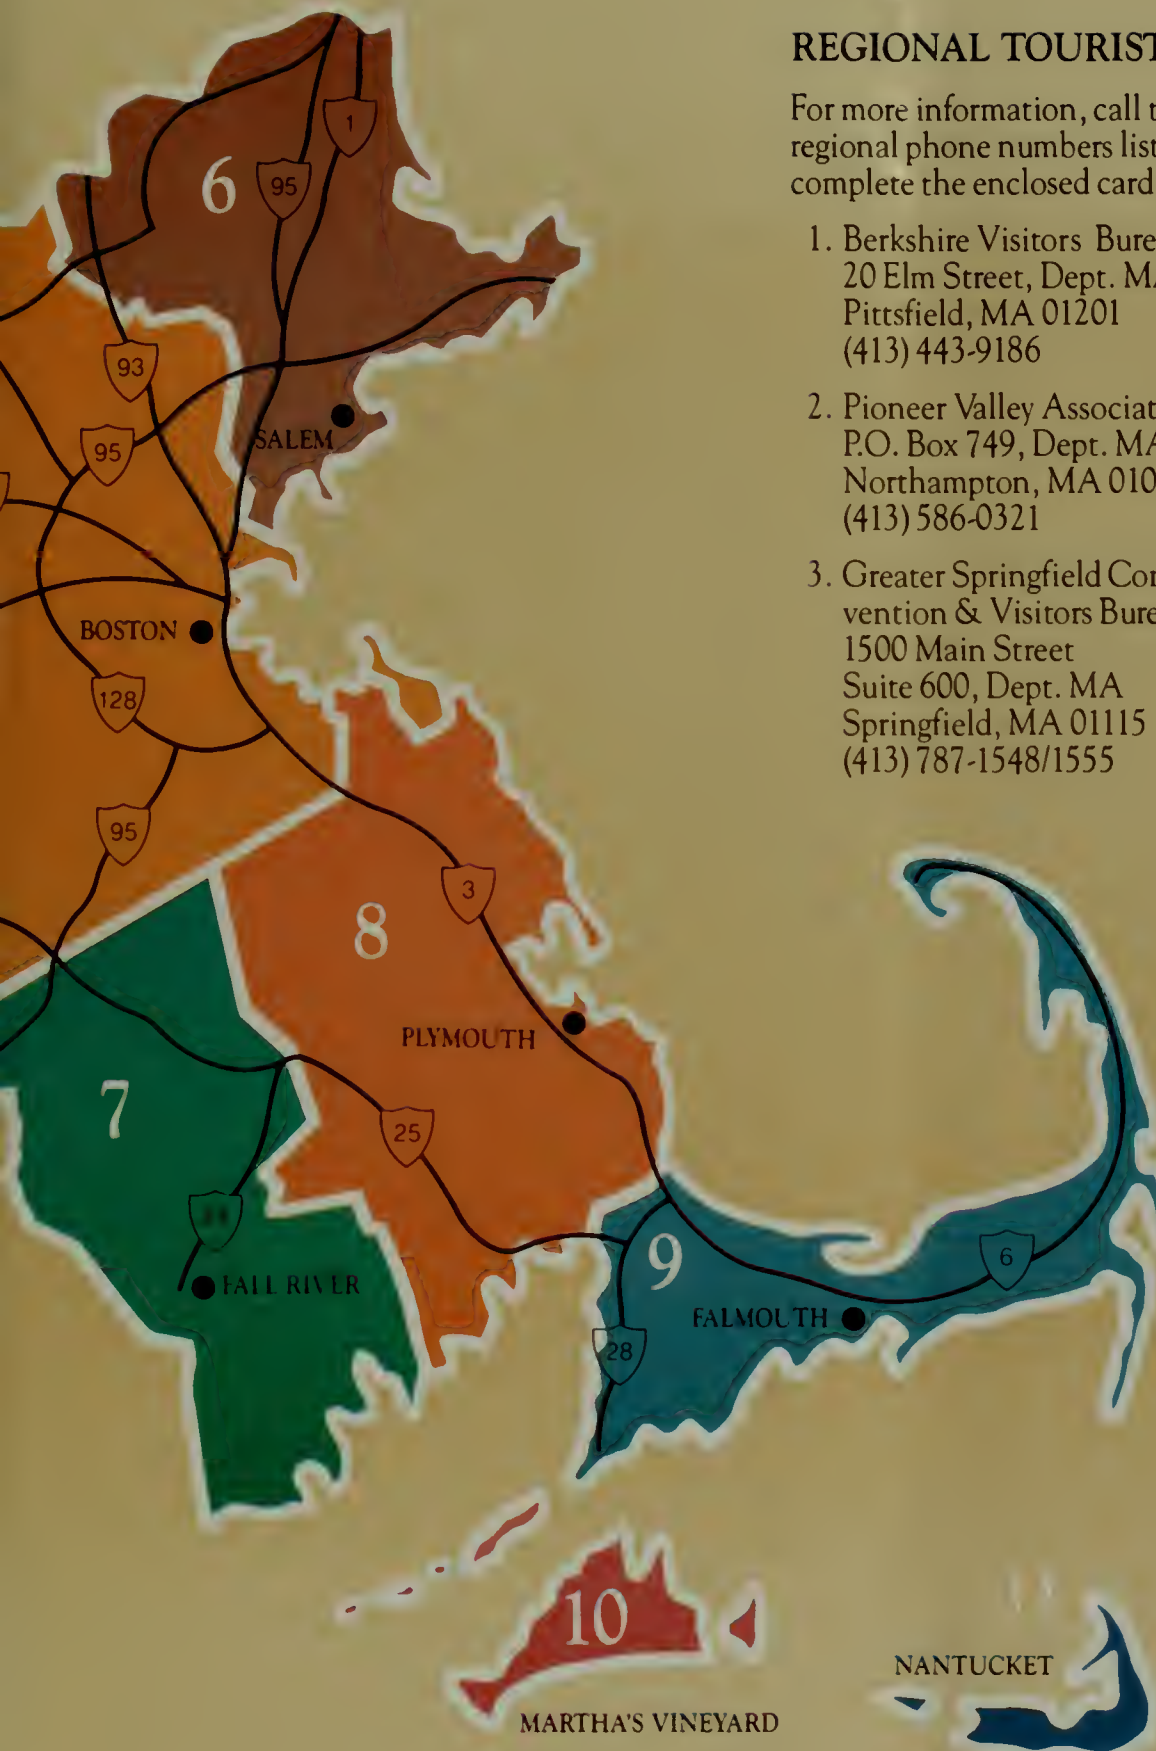 REGIONAL TOURIST
For more information, call t
regional phone numbers list
complete the enclosed card
1. Berkshire Visitors Bure
20 Elm Street, Dept. MA
Pittsfield, MA 01201
(413) 443-9186
2. Pioneer Valley Associat
P.O. Box 749, Dept. MA
Northampton, MA 010
(413) 586-0321
3. Greater Springfield Con
vention & Visitors Bure
1500 Main Street
Suite 600, Dept. MA
Springfield, MA 01115
(413) 787-1548/1555
1
6
95
93
SALEM
95
BOSTON
128
95
3
8
PLYMOUTH
7
25
9
6
FALL RIVER
FALMOUTH
28
10
NANTUCKET
MARTHA'S VINEYARD